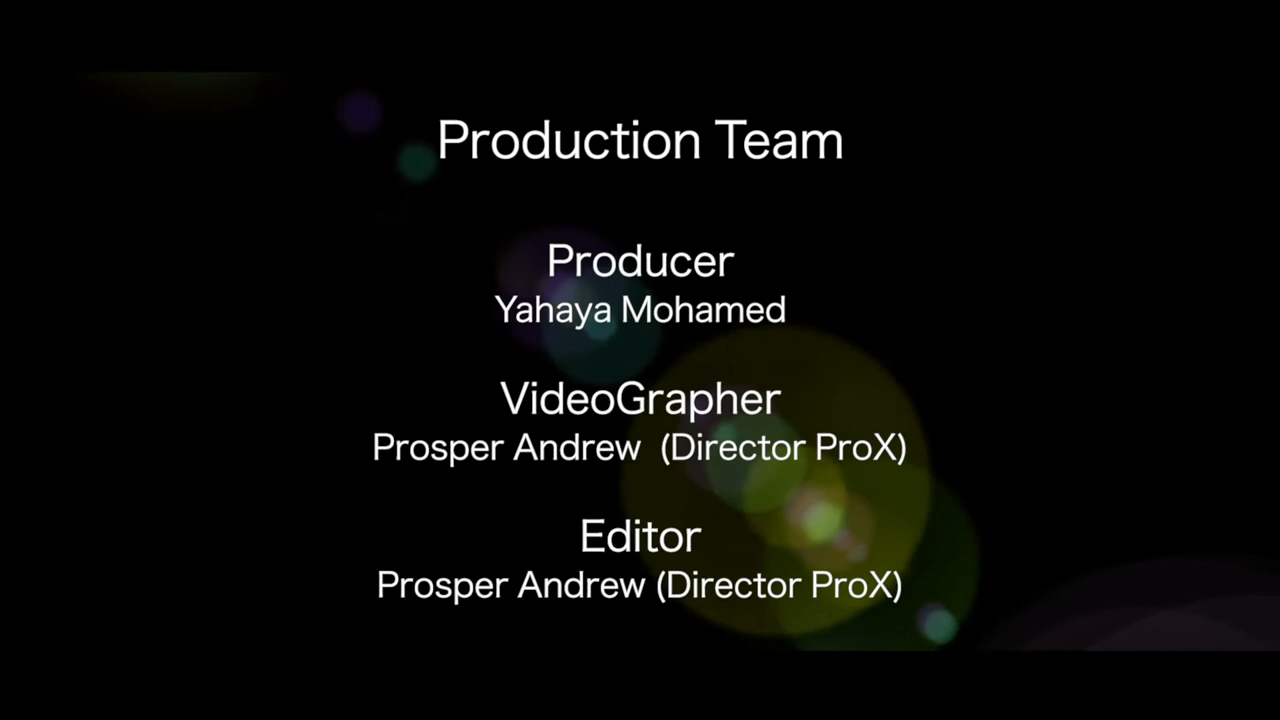 Production Team
Producer
Yahaya Mohamed
VideoGrapher
Prosper Andrew  (Director ProX)
Editor
Prosper Andrew (Director ProX)